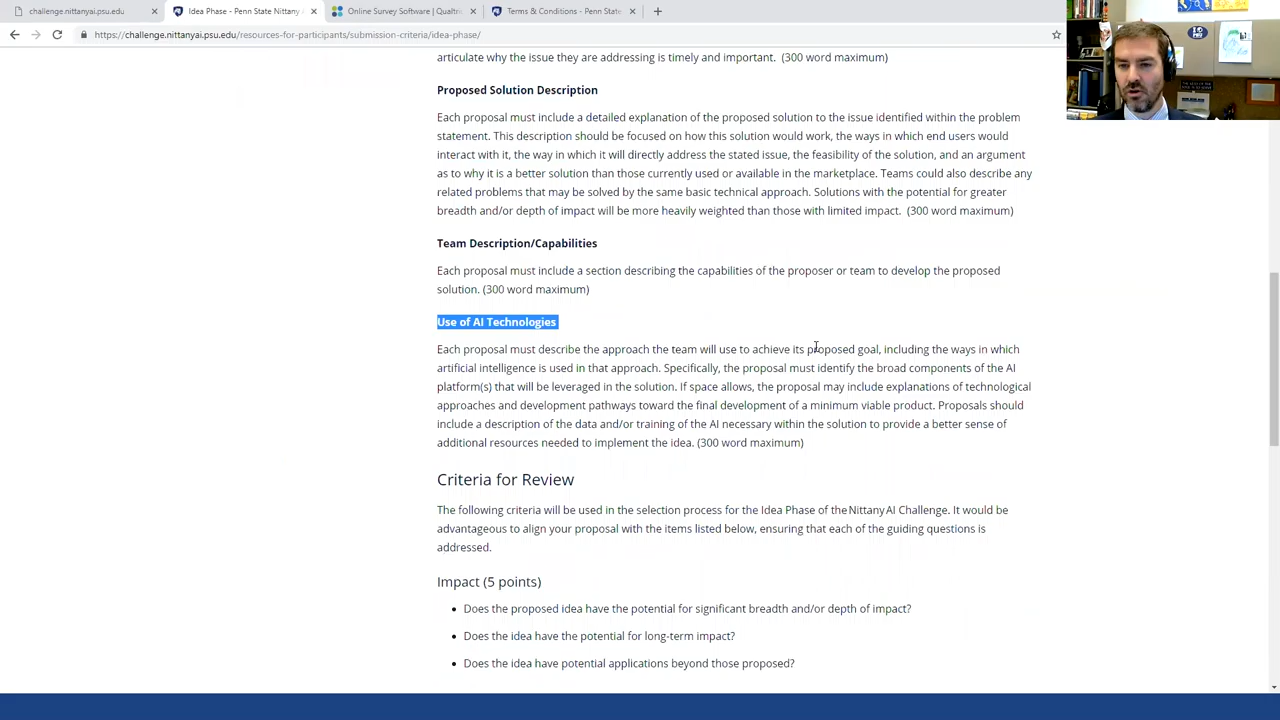 challenge.nittanyai.psu.edu
Idea Phase - Penn State Nittany
Online Survey Software | Qualtri
Terms & Conditions - Penn State
https://challenge.nittanyai.psu.edu/resources-for-participants/submission-criteria/idea-phase/
articulate why the issue they are addressing is timely and important. (300 word maximum)
Proposed Solution Description
Each proposal must include a detailed explanation of the proposed solution to the issue identified within the problem
statement. This description should be focused on how this solution would work, the ways in which end users would
interact with it, the way in which it will directly address the stated issue, the feasibility of the solution, and an argument
as to why it is a better solution than those currently used or available in the marketplace. Teams could also describe any
related problems that may be solved by the same basic technical approach. Solutions with the potential for greater
breadth and/or depth of impact will be more heavily weighted than those with limited impact. (300 word maximum)
Team Description/Capabilities
Each proposal must include a section describing the capabilities of the proposer or team to develop the proposed
solution. (300 word maximum)
Use of AI Technologies
Each proposal must describe the approach the team will use to achieve its proposed goal, including the ways in which
artificial intelligence is used in that approach. Specifically, the proposal must identify the broad components of the AI
platform(s) that will be leveraged in the solution. If space allows, the proposal may include explanations of technological
approaches and development pathways toward the final development of a minimum viable product. Proposals should
include a description of the data and/or training of the AI necessary within the solution to provide a better sense of
additional resources needed to implement the idea. (300 word maximum)
Criteria for Review
The following criteria will be used in the selection process for the Idea Phase of the Nittany AI Challenge. It would be
advantageous to align your proposal with the items listed below, ensuring that each of the guiding questions is
addressed.
Impact (5 points)
• Does the proposed idea have the potential for significant breadth and/or depth of impact?
• Does the idea have the potential for long-term impact?
• Does the idea have potential applications beyond those proposed?